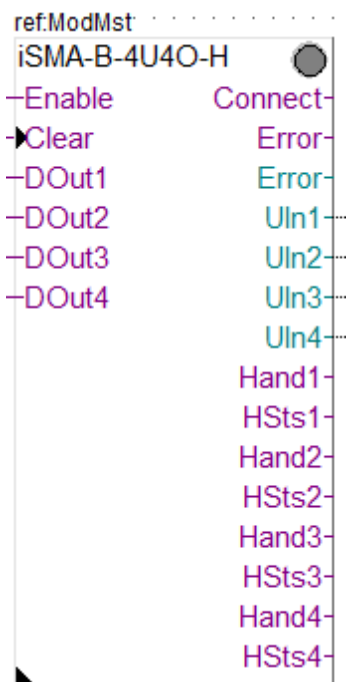 ref:ModMst
iSMA-B-4U4O-H
Enable Connect
Clear Error
DOut1 Error
DOut2 UIn1
DOut3 UIn2
DOut4 UIn3
UIn4
Hand1
HSts1
Hand2
HSts2
Hand3
HSts3
Hand4
HSts4